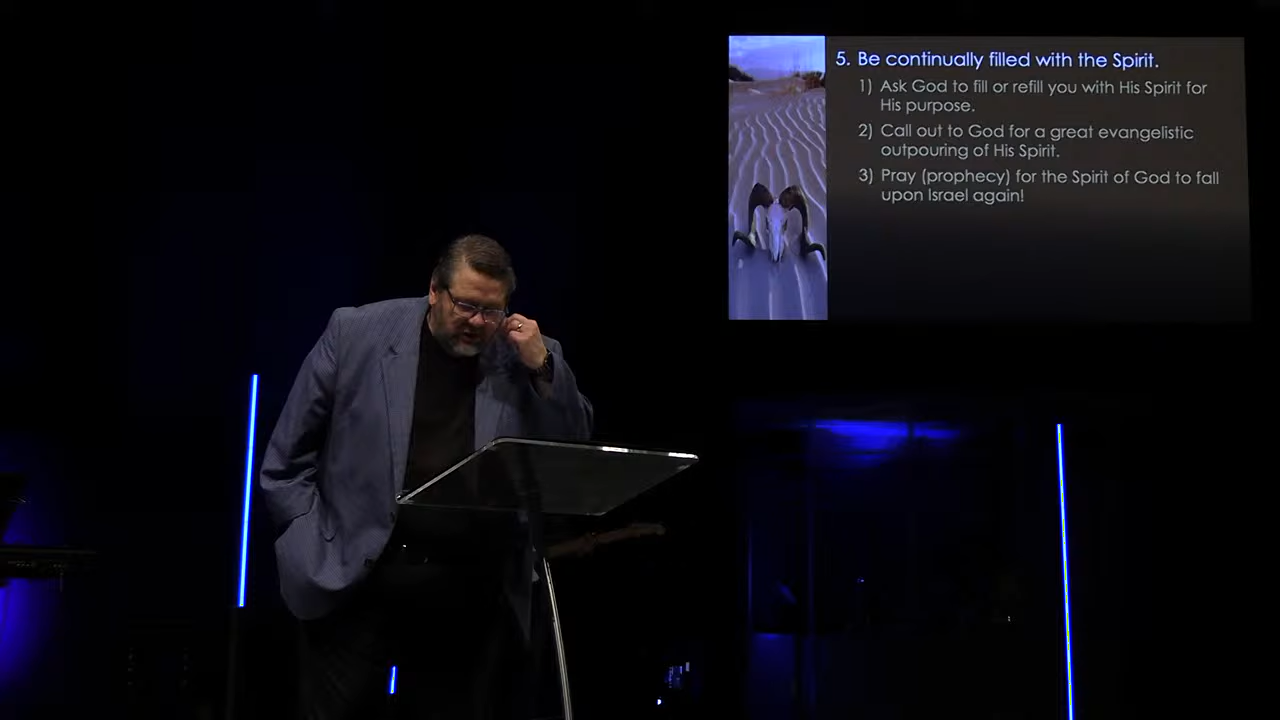 5. Be continually filled with the Spirit.
1) Ask God to fill or refill you with His Spirit for
His purpose.
2) Call out to God for a great evangelistic
outpouring of His Spirit.
3) Pray (prophecy) for the Spirit of God to fall
upon Israel again!